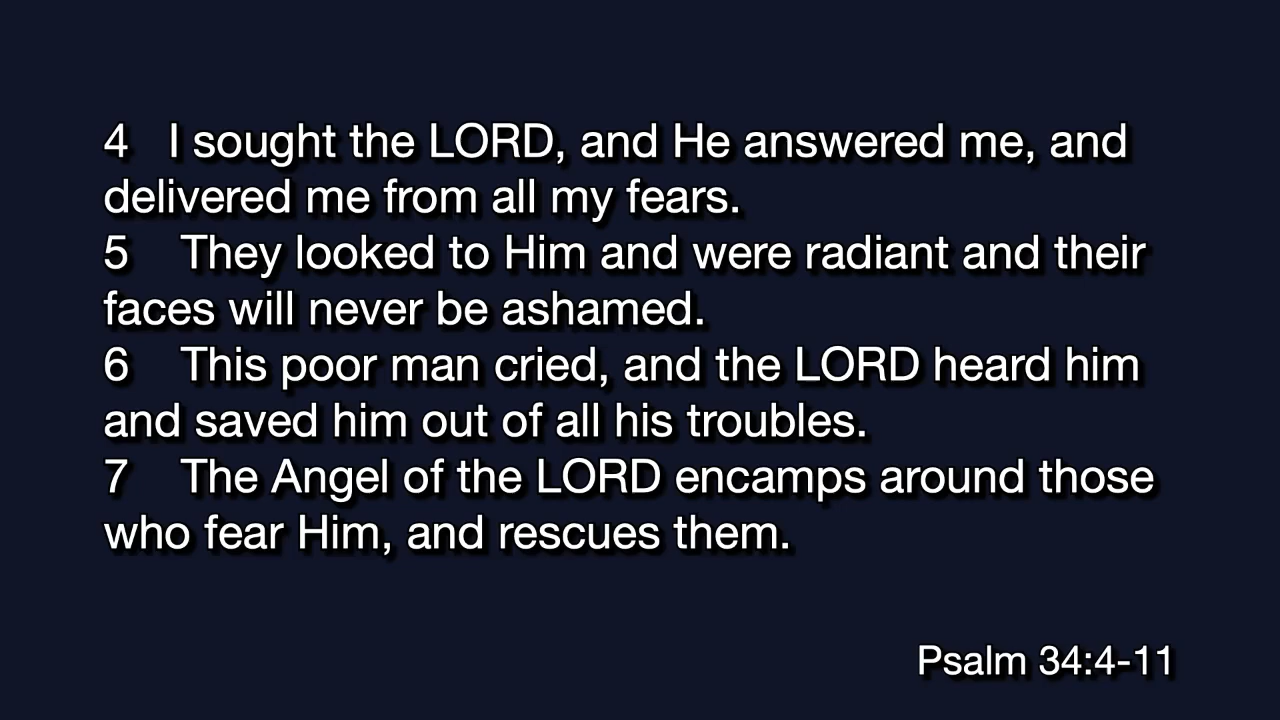 4 I sought the LORD, and He answered me, and
delivered me from all my fears.
5 They looked to Him and were radiant and their
faces will never be ashamed.
6 This poor man cried, and the LORD heard him
and saved him out of all his troubles.
7 The Angel of the LORD encamps around those
who fear Him, and rescues them.
Psalm 34:4-11